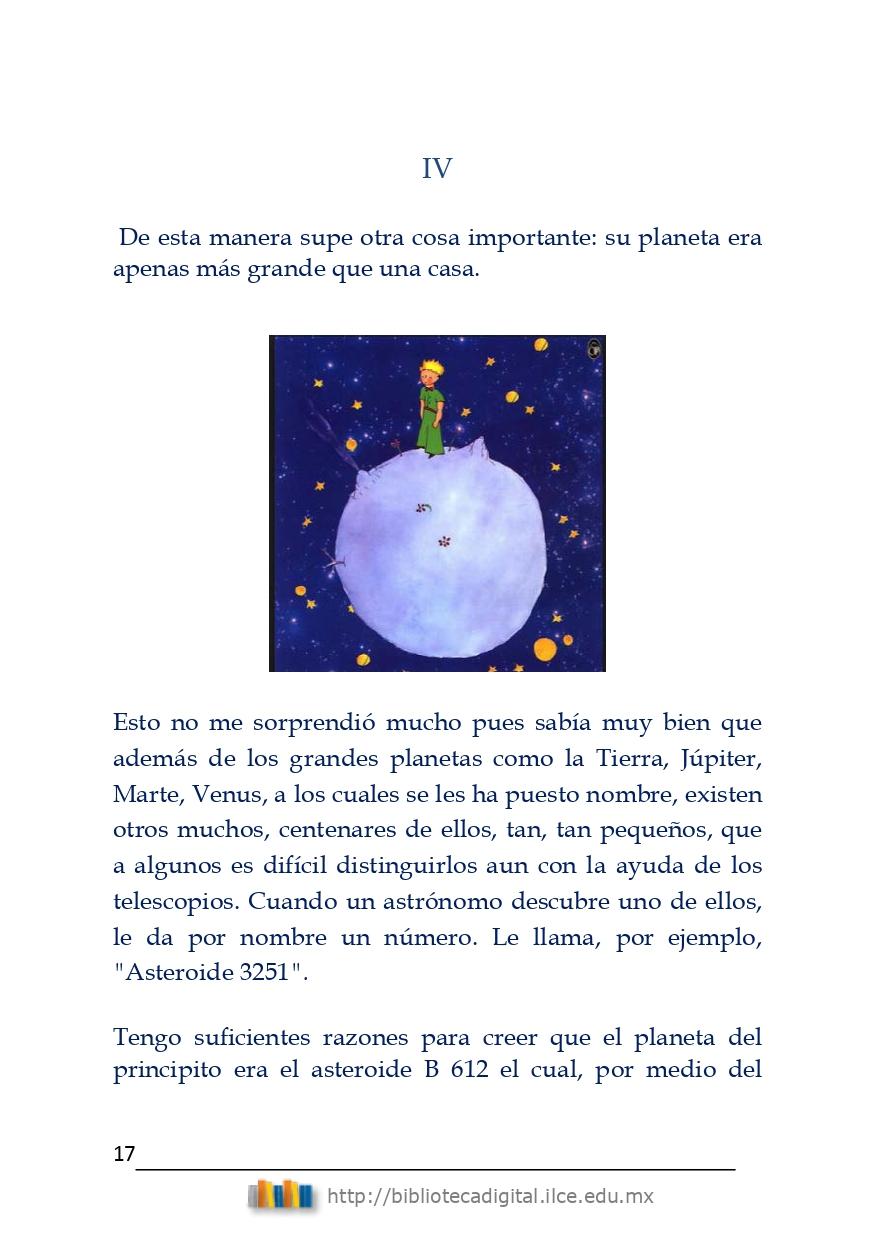 IV
De esta manera supe otra cosa importante: su planeta era
apenas más grande que una casa.
Esto no me sorprendió mucho pues sabía muy bien que
además de los grandes planetas como la Tierra, Júpiter,
Marte, Venus, a los cuales se les ha puesto nombre, existen
otros muchos, centenares de ellos, tan, tan pequeños, que
a algunos es difícil distinguirlos aun con la ayuda de los
telescopios. Cuando un astrónomo descubre uno de ellos,
le da por nombre un número. Le llama, por ejemplo,
"Asteroide 3251".
Tengo suficientes razones para creer que el planeta del
principito era el asteroide B 612 el cual, por medio del
17
http://bibliotecadigital.ilce.edu.mx